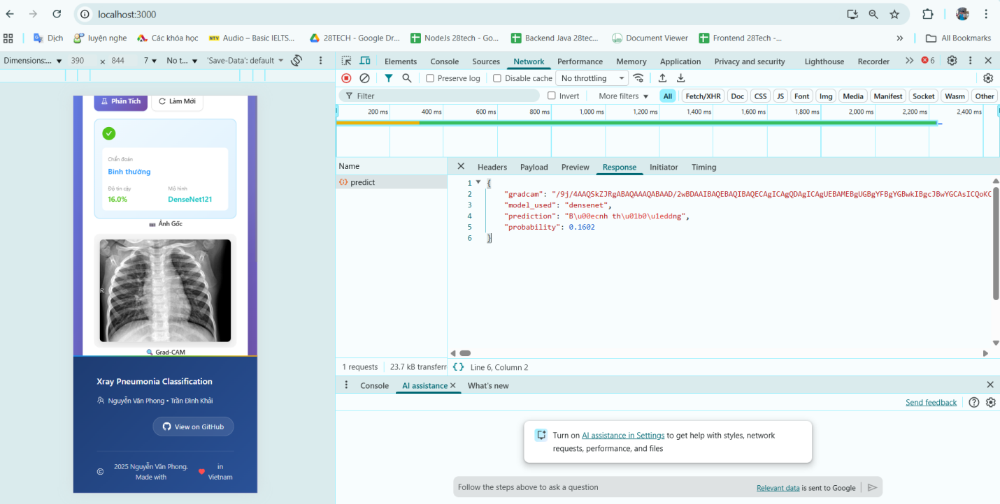 localhost:3000
Dịch
luyện nghe
Các khóa học
NTV
Audio – Basic IELTS...
28TECH - Google Dr...
NodeJs 28tech - Go...
Backend Java 28tec...
Document Viewer
Frontend 28Tech -...
»
All Bookmarks
Dimensions:... ▼
390 × 844
7 ▼
No t... ▼
'Save-Data': default
Elements
Console
Sources
Network
Performance
Memory
Application
Privacy and security
Lighthouse
Recorder
6
Preserve log
Disable cache
No throttling
Filter
Invert
More filters
All
Fetch/XHR
Doc
CSS
JS
Font
Img
Media
Manifest
Socket
Wasm
Other
200 ms
400 ms
600 ms
800 ms
1,000 ms
1,200 ms
1,400 ms
1,600 ms
1,800 ms
2,000 ms
2,200 ms
2,400 ms
Name
predict
1 requests
23.7 kB transferr
Headers
Payload
Preview
Response
Initiator
Timing
1 {
2 "gradcam": "/9j/4AAQSkZJRgABAQAAAQABAAD/2wBDAAIBAQEBAQIBAQECAgICAgQDAgICAgUEBAMEBgUGBgYFBgYGBwkIBgcJBwYGCAsICQoKC
3 "model_used": "densenet",
4 "prediction": "B\u00ecnh th\u01b0\u1eddng",
5 "probability": 0.1602
6 }
{} Line 6, Column 2
Console
AI assistance
What's new
Send feedback
Turn on AI assistance in Settings to get help with styles, network
requests, performance, and files
Follow the steps above to ask a question
Relevant data is sent to Google
Phân Tích
Làm Mới
Chẩn đoán
Bình thường
Độ tin cậy
Mô hình
16.0%
DenseNet121
Ảnh Gốc
R
Grad-CAM
Xray Pneumonia Classification
Nguyễn Văn Phong • Trần Đình Khải
View on GitHub
© 2025 Nguyễn Văn Phong. Made with ❤ in Vietnam